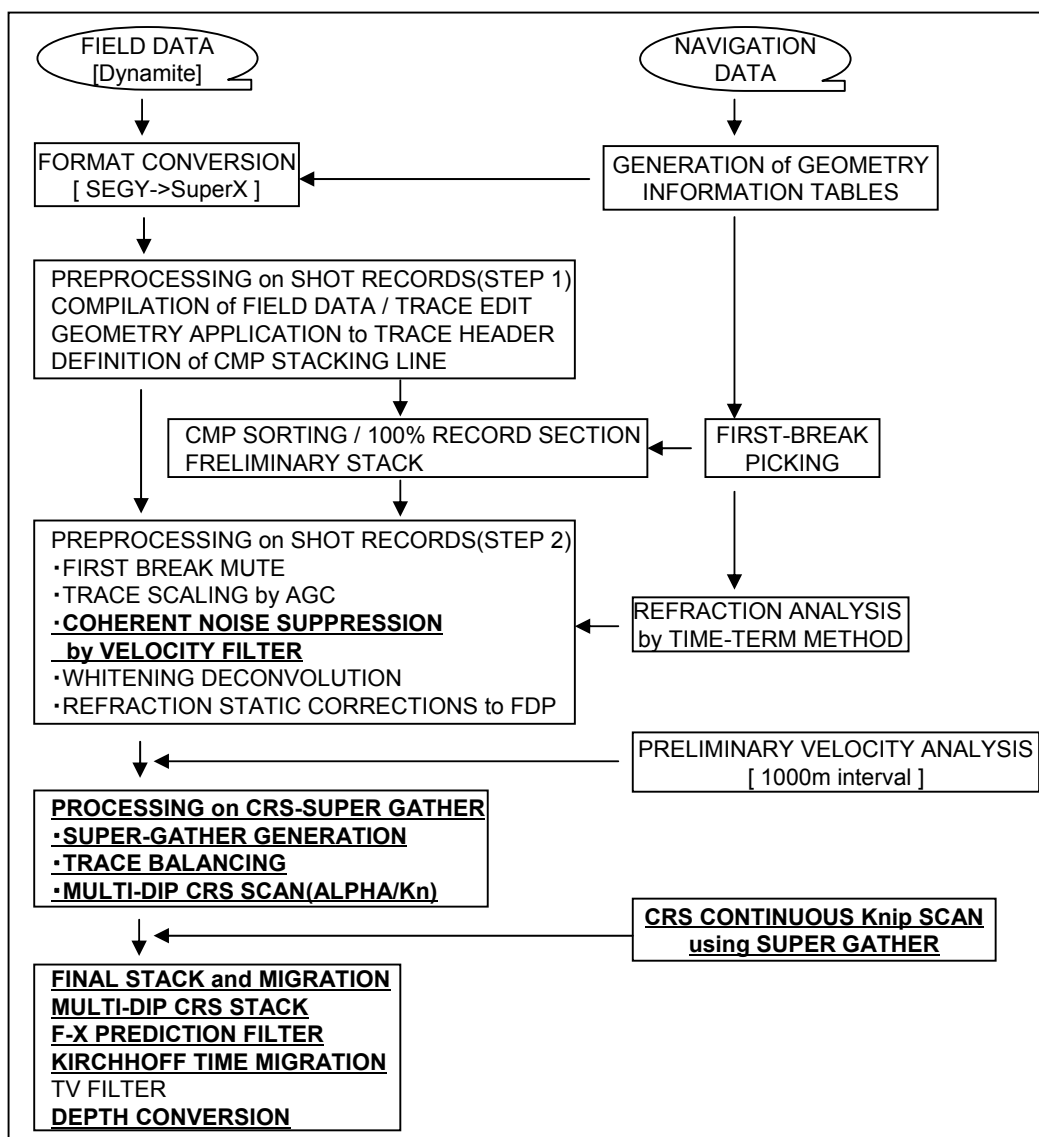 FIELD DATA
[Dynamite]
NAVIGATION
DATA
FORMAT CONVERSION
[ SEGY->SuperX ]
GENERATION of GEOMETRY
INFORMATION TABLES
PREPROCESSING on SHOT RECORDS(STEP 1)
COMPILATION of FIELD DATA / TRACE EDIT
GEOMETRY APPLICATION to TRACE HEADER
DEFINITION of CMP STACKING LINE
CMP SORTING / 100% RECORD SECTION
FRELIMINARY STACK
FIRST-BREAK
PICKING
PREPROCESSING on SHOT RECORDS(STEP 2)
・FIRST BREAK MUTE
・TRACE SCALING by AGC
・COHERENT NOISE SUPPRESSION
by VELOCITY FILTER
・WHITENING DECONVOLUTION
・REFRACTION STATIC CORRECTIONS to FDP
REFRACTION ANALYSIS
by TIME-TERM METHOD
PRELIMINARY VELOCITY ANALYSIS
[ 1000m interval ]
PROCESSING on CRS-SUPER GATHER
・SUPER-GATHER GENERATION
・TRACE BALANCING
・MULTI-DIP CRS SCAN(ALPHA/Kn)
CRS CONTINUOUS Knip SCAN
using SUPER GATHER
FINAL STACK and MIGRATION
MULTI-DIP CRS STACK
F-X PREDICTION FILTER
KIRCHHOFF TIME MIGRATION
TV FILTER
DEPTH CONVERSION